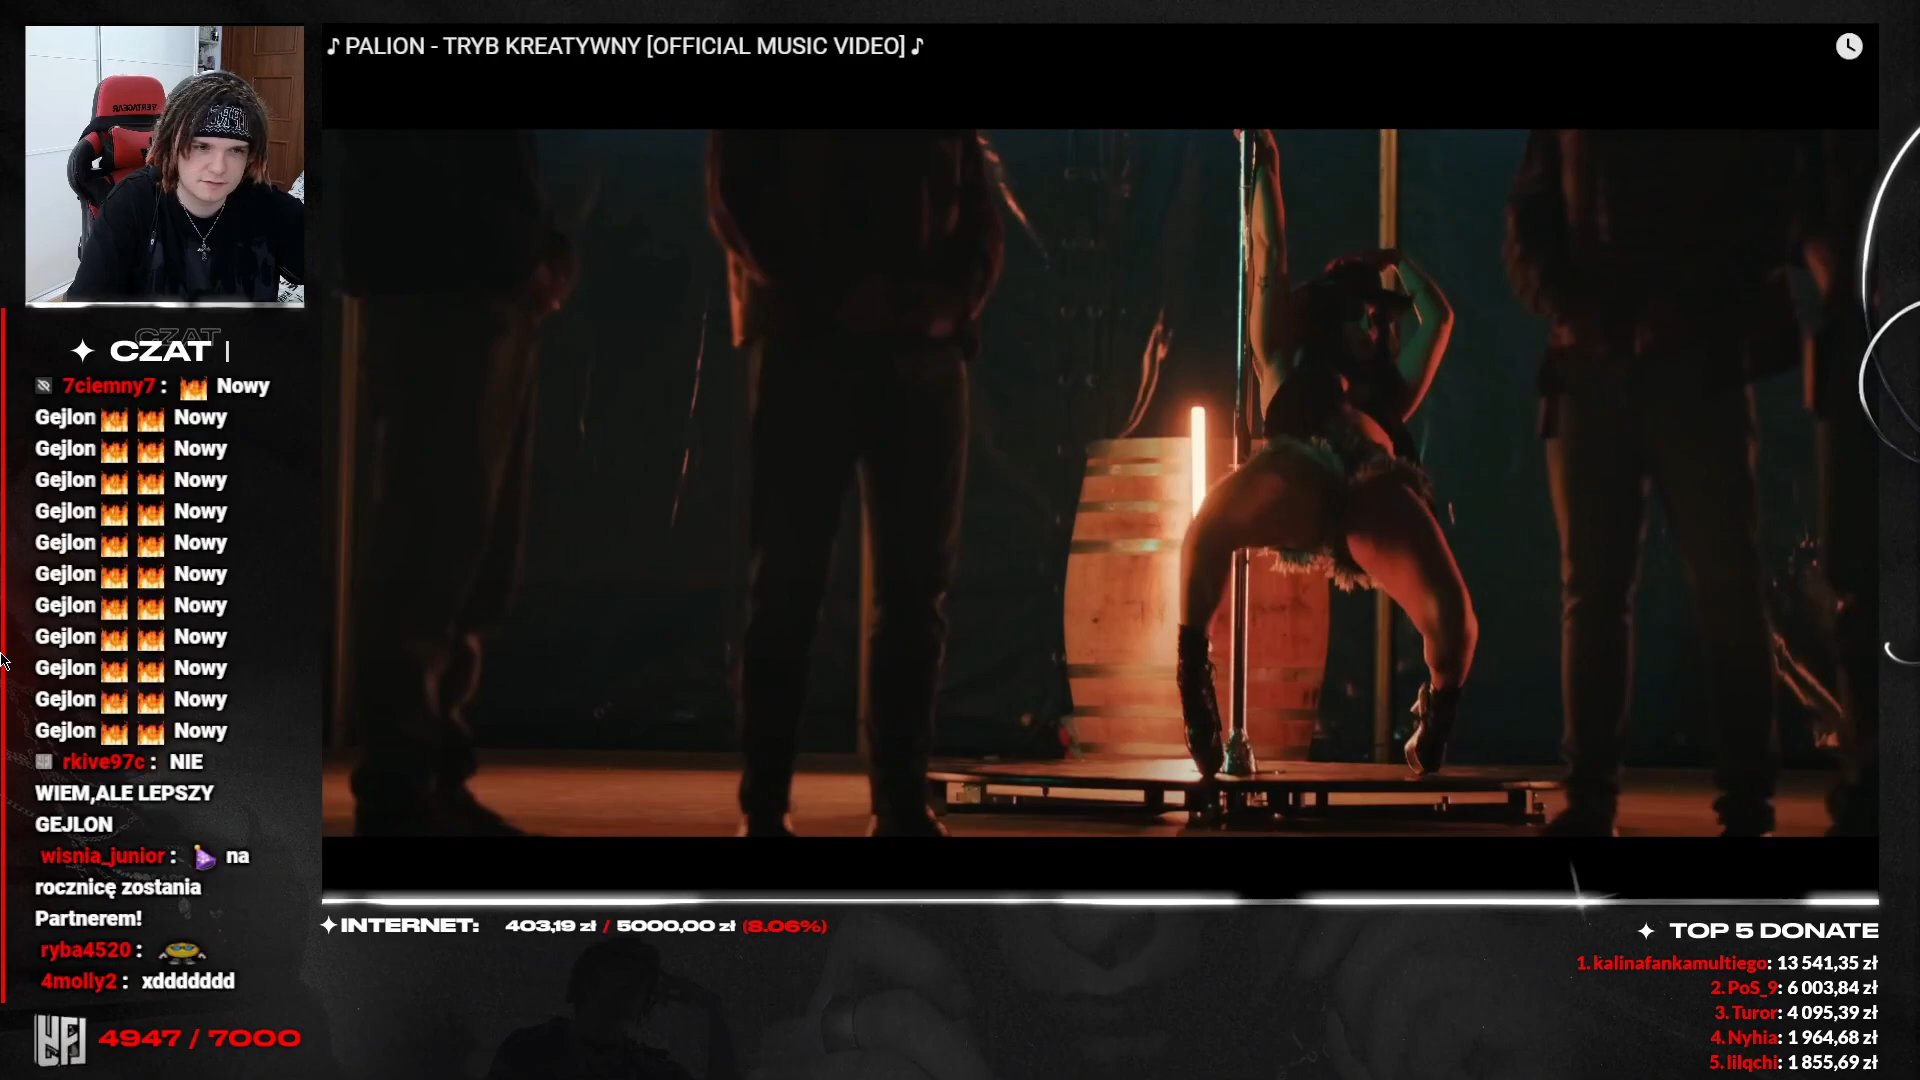 ♪ PALION - TRYB KREATYWNY [OFFICIAL MUSIC VIDEO] ♪
CZAT
✦ CZAT |
7ciemny7 : Nowy
Gejlon Nowy
Gejlon Nowy
Gejlon Nowy
Gejlon Nowy
Gejlon Nowy
Gejlon Nowy
Gejlon Nowy
Gejlon Nowy
Gejlon Nowy
Gejlon Nowy
Gejlon Nowy
rkive97c : NIE
WIEM,ALE LEPSZY
GEJLON
wisnia_junior : na
rocznicę zostania
Partnerem!
ryba4520 :
4molly2 : xddddddd
4947 / 7000
✦INTERNET: 403,19 zł / 5000,00 zł (8.06%)
✦ TOP 5 DONATE
1. kalinafankamultiego: 13 541,35 zł
2. PoS_9: 6 003,84 zł
3. Turor: 4 095,39 zł
4. Nyhia: 1 964,68 zł
5. lilqchi: 1 855,69 zł